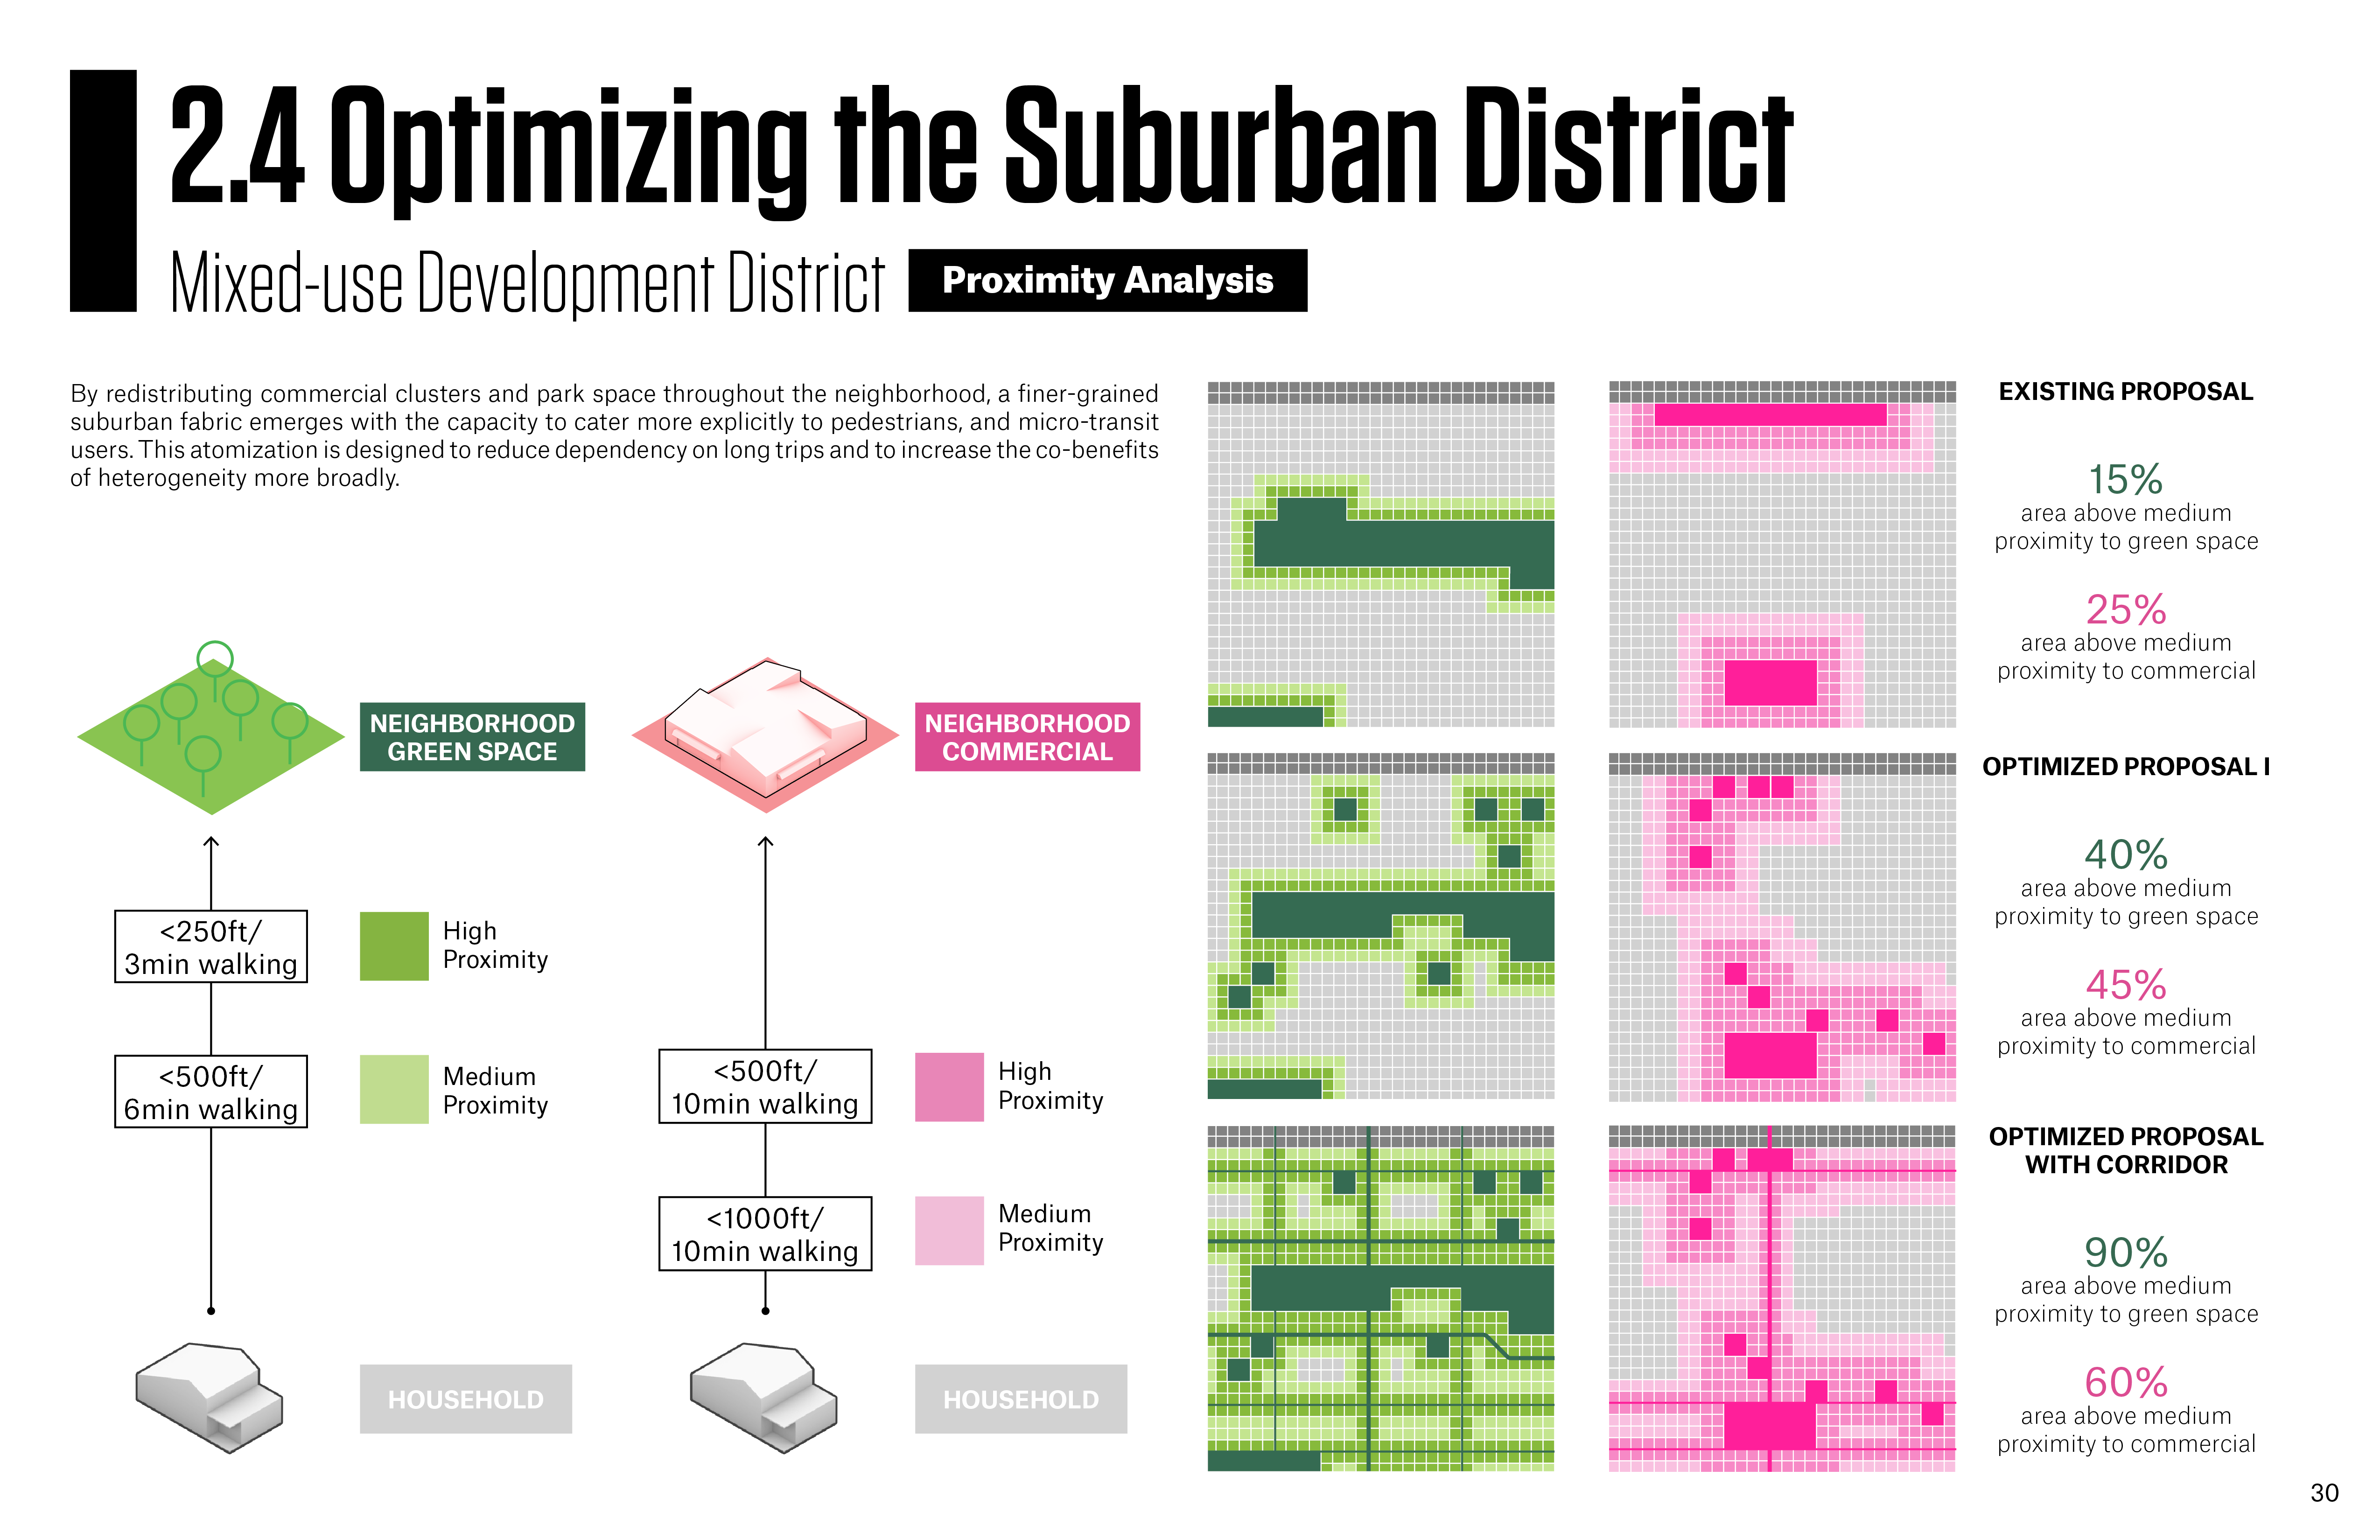 2.4 Optimizing the Suburban District
Mixed-use Development District
Proximity Analysis
By redistributing commercial clusters and park space throughout the neighborhood, a finer-grained
suburban fabric emerges with the capacity to cater more explicitly to pedestrians, and micro-transit
users. This atomization is designed to reduce dependency on long trips and to increase the co-benefits
of heterogeneity more broadly.
NEIGHBORHOOD
GREEN SPACE
<250ft/
3min walking
High
Proximity
<500ft/
6min walking
Medium
Proximity
HOUSEHOLD
NEIGHBORHOOD
COMMERCIAL
<500ft/
10min walking
High
Proximity
<1000ft/
10min walking
Medium
Proximity
HOUSEHOLD
EXISTING PROPOSAL
15%
area above medium
proximity to green space
25%
area above medium
proximity to commercial
OPTIMIZED PROPOSAL I
40%
area above medium
proximity to green space
45%
area above medium
proximity to commercial
OPTIMIZED PROPOSAL
WITH CORRIDOR
90%
area above medium
proximity to green space
60%
area above medium
proximity to commercial
30